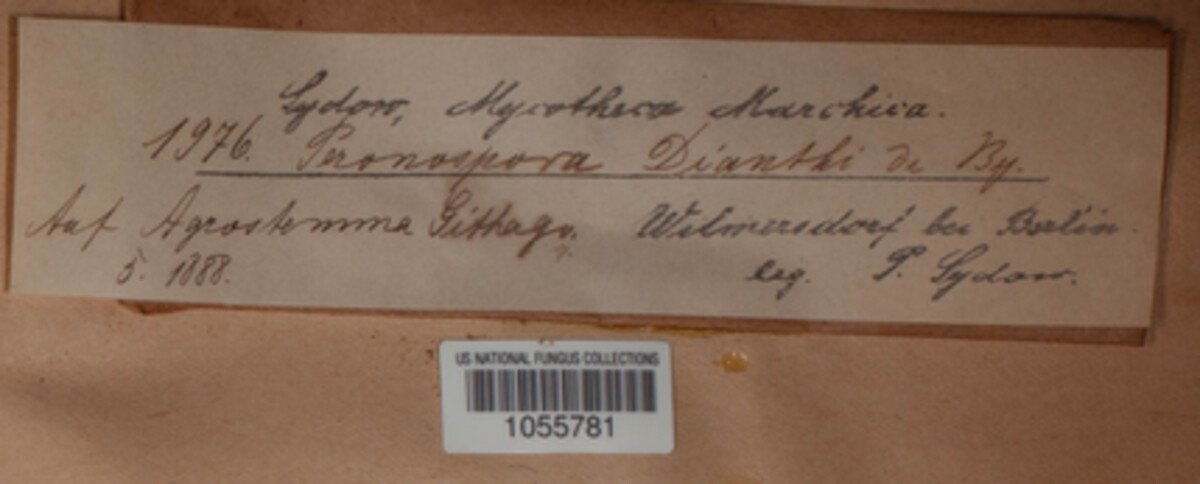 Sydow, Mycotheca Marchica.
1976. Peronospora Dianthi de By.
Auf Agrostemma Githago. Wilmersdorf bei Berlin.
5. 1888. leg. P. Sydow.
US NATIONAL FUNGUS COLLECTIONS
1055781